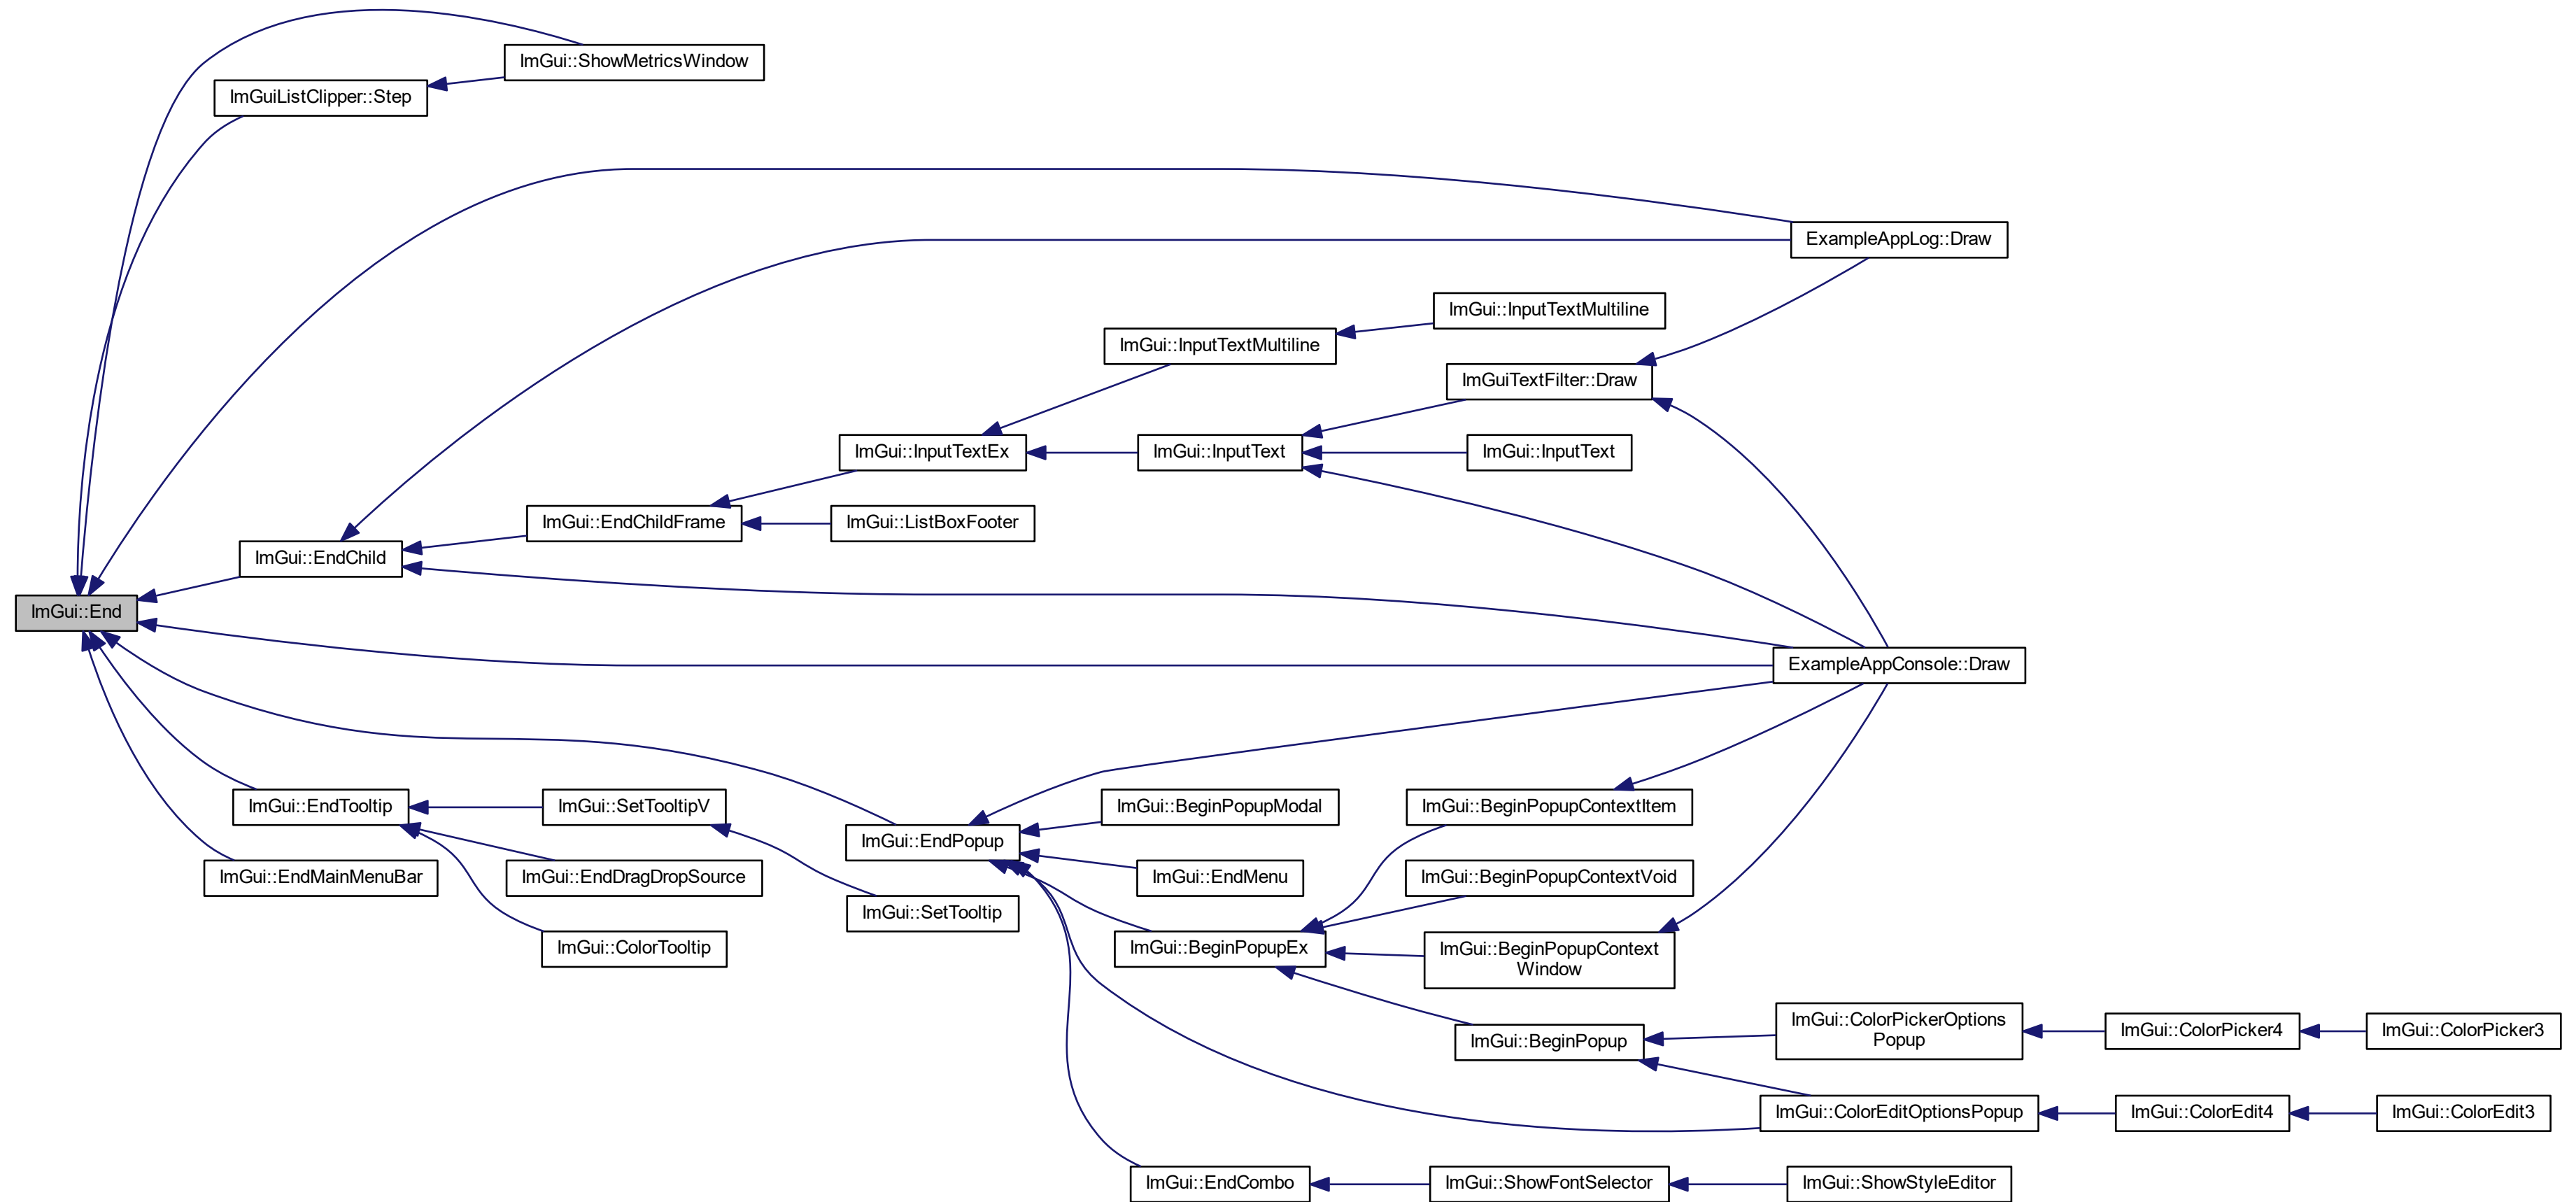 ImGui::ShowMetricsWindow
ImGuiListClipper::Step
ExampleAppLog::Draw
ImGui::InputTextMultiline
ImGui::InputTextMultiline
ImGuiTextFilter::Draw
ImGui::InputTextEx
ImGui::InputText
ImGui::InputText
ImGui::EndChildFrame
ImGui::ListBoxFooter
ImGui::EndChild
ImGui::End
ExampleAppConsole::Draw
ImGui::EndTooltip
ImGui::SetTooltipV
ImGui::BeginPopupModal
ImGui::BeginPopupContextItem
ImGui::EndPopup
ImGui::EndMainMenuBar
ImGui::EndDragDropSource
ImGui::EndMenu
ImGui::BeginPopupContextVoid
ImGui::SetTooltip
ImGui::ColorTooltip
ImGui::BeginPopupEx
ImGui::BeginPopupContext
Window
ImGui::BeginPopup
ImGui::ColorPickerOptions
Popup
ImGui::ColorPicker4
ImGui::ColorPicker3
ImGui::ColorEditOptionsPopup
ImGui::ColorEdit4
ImGui::ColorEdit3
ImGui::EndCombo
ImGui::ShowFontSelector
ImGui::ShowStyleEditor